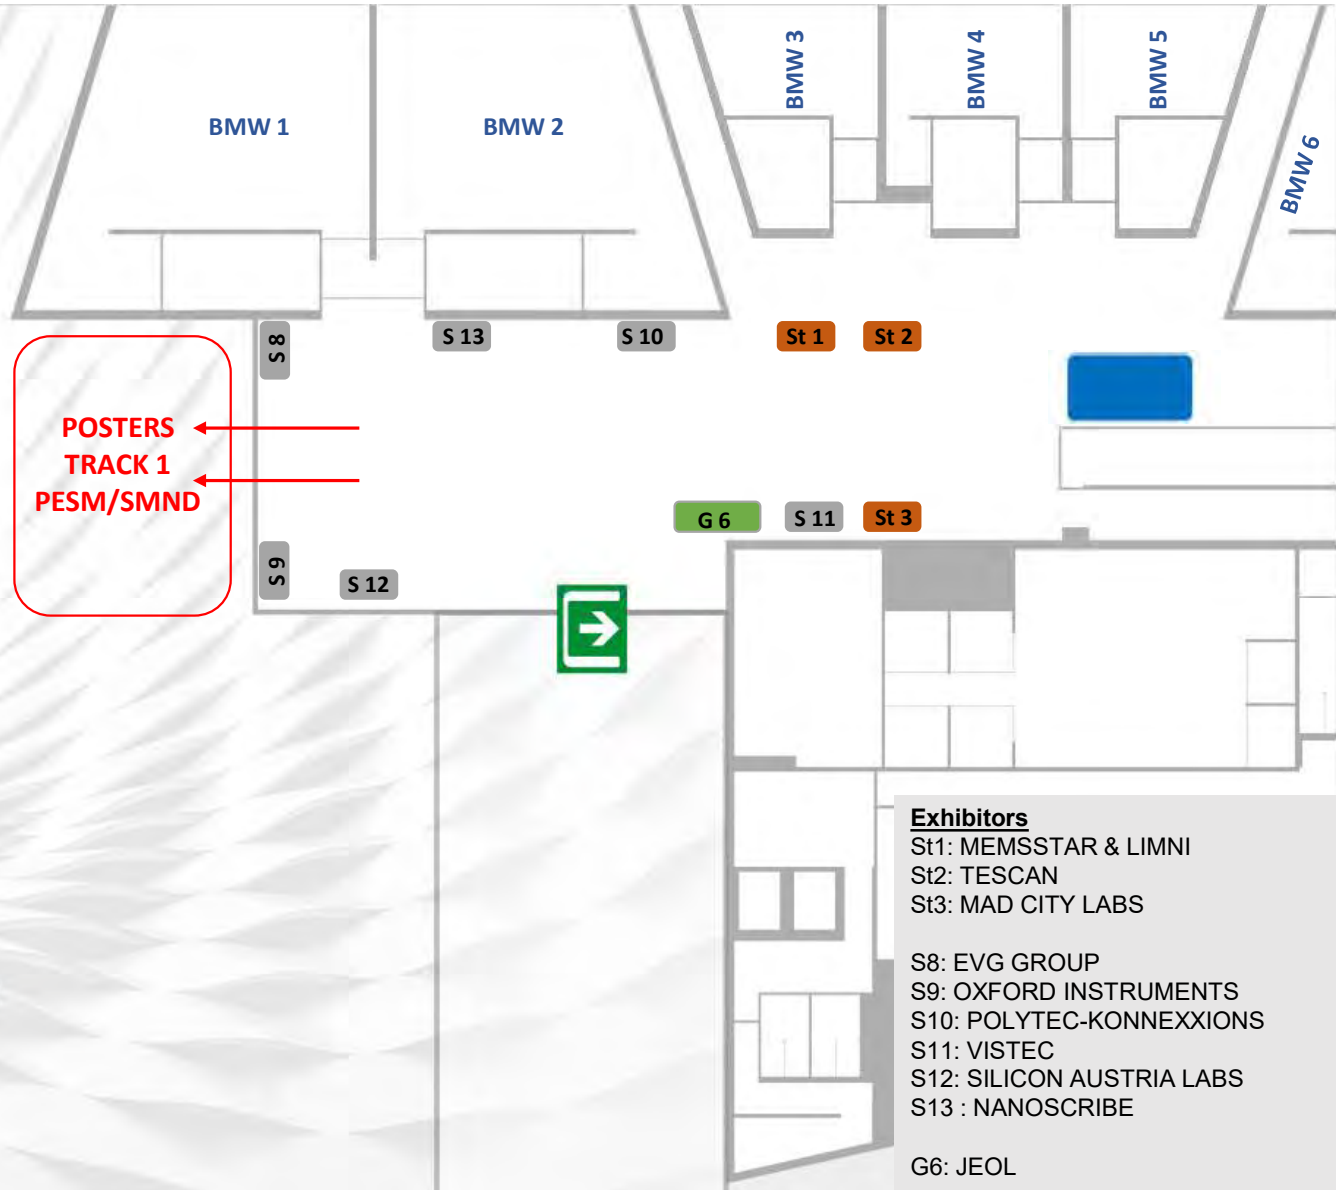 BMW 1
BMW 2
BMW 3
BMW 4
BMW 5
BMW 6
S 8
S 13
S 10
St 1
St 2
POSTERS
TRACK 1
PESM/SMND
G 6
S 11
St 3
S 9
S 12
Exhibitors
St1: MEMSSTAR & LIMNI
St2: TESCAN
St3: MAD CITY LABS
S8: EVG GROUP
S9: OXFORD INSTRUMENTS
S10: POLYTEC-KONNEXXIONS
S11: VISTEC
S12: SILICON AUSTRIA LABS
S13 : NANOSCRIBE
G6: JEOL